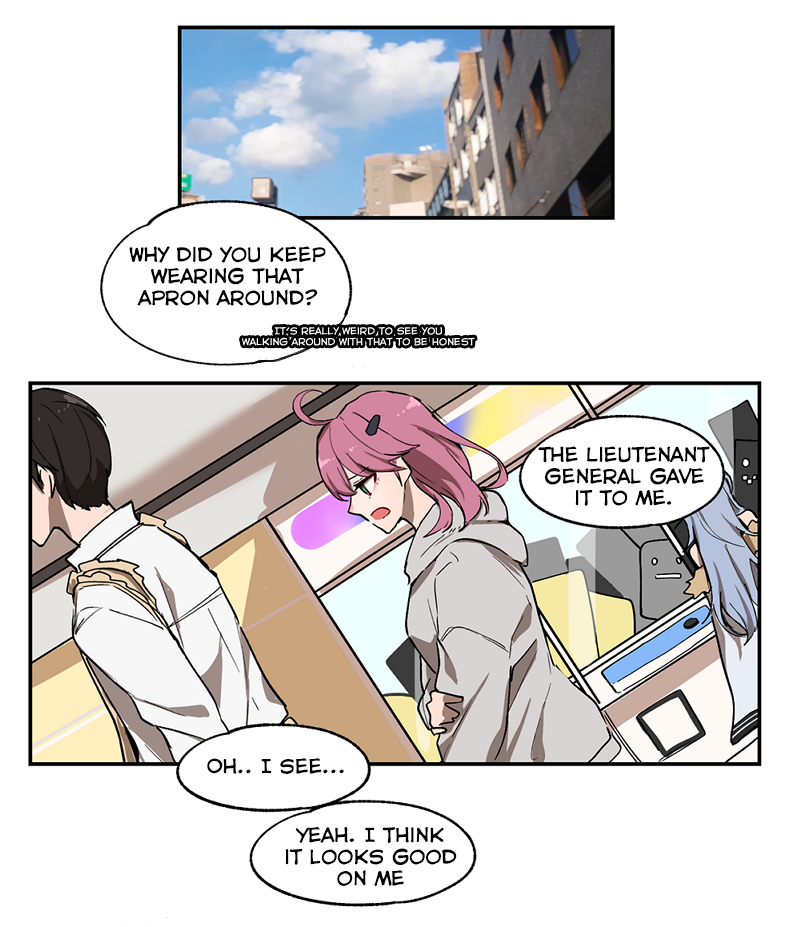 WHY DID YOU KEEP
WEARING THAT
APRON AROUND?
IT'S REALLY WEIRD TO SEE YOU
WALKING AROUND WITH THAT TO BE HONEST
THE LIEUTENANT
GENERAL GAVE
IT TO ME.
OH.. I SEE...
YEAH. I THINK
IT LOOKS GOOD
ON ME